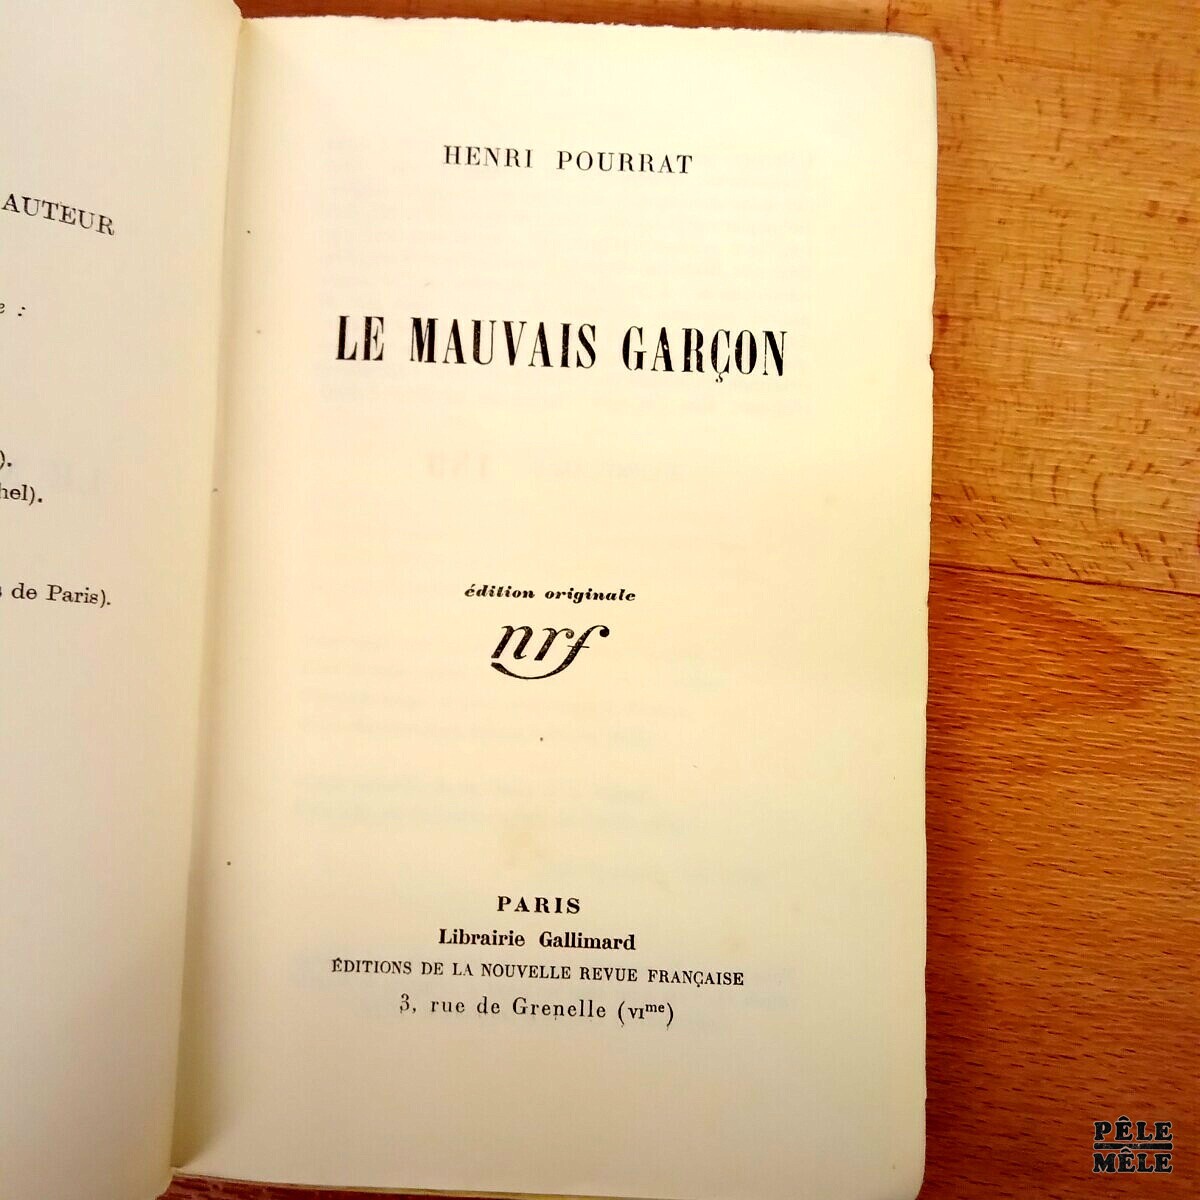 AUTEUR
:
).
hel).
de Paris).
HENRI POURRAT
LE MAUVAIS GARÇON
édition originale
nrf
PARIS
Librairie Gallimard
ÉDITIONS DE LA NOUVELLE REVUE FRANÇAISE
3, rue de Grenelle (VIme)
PÊLE
MÊLE